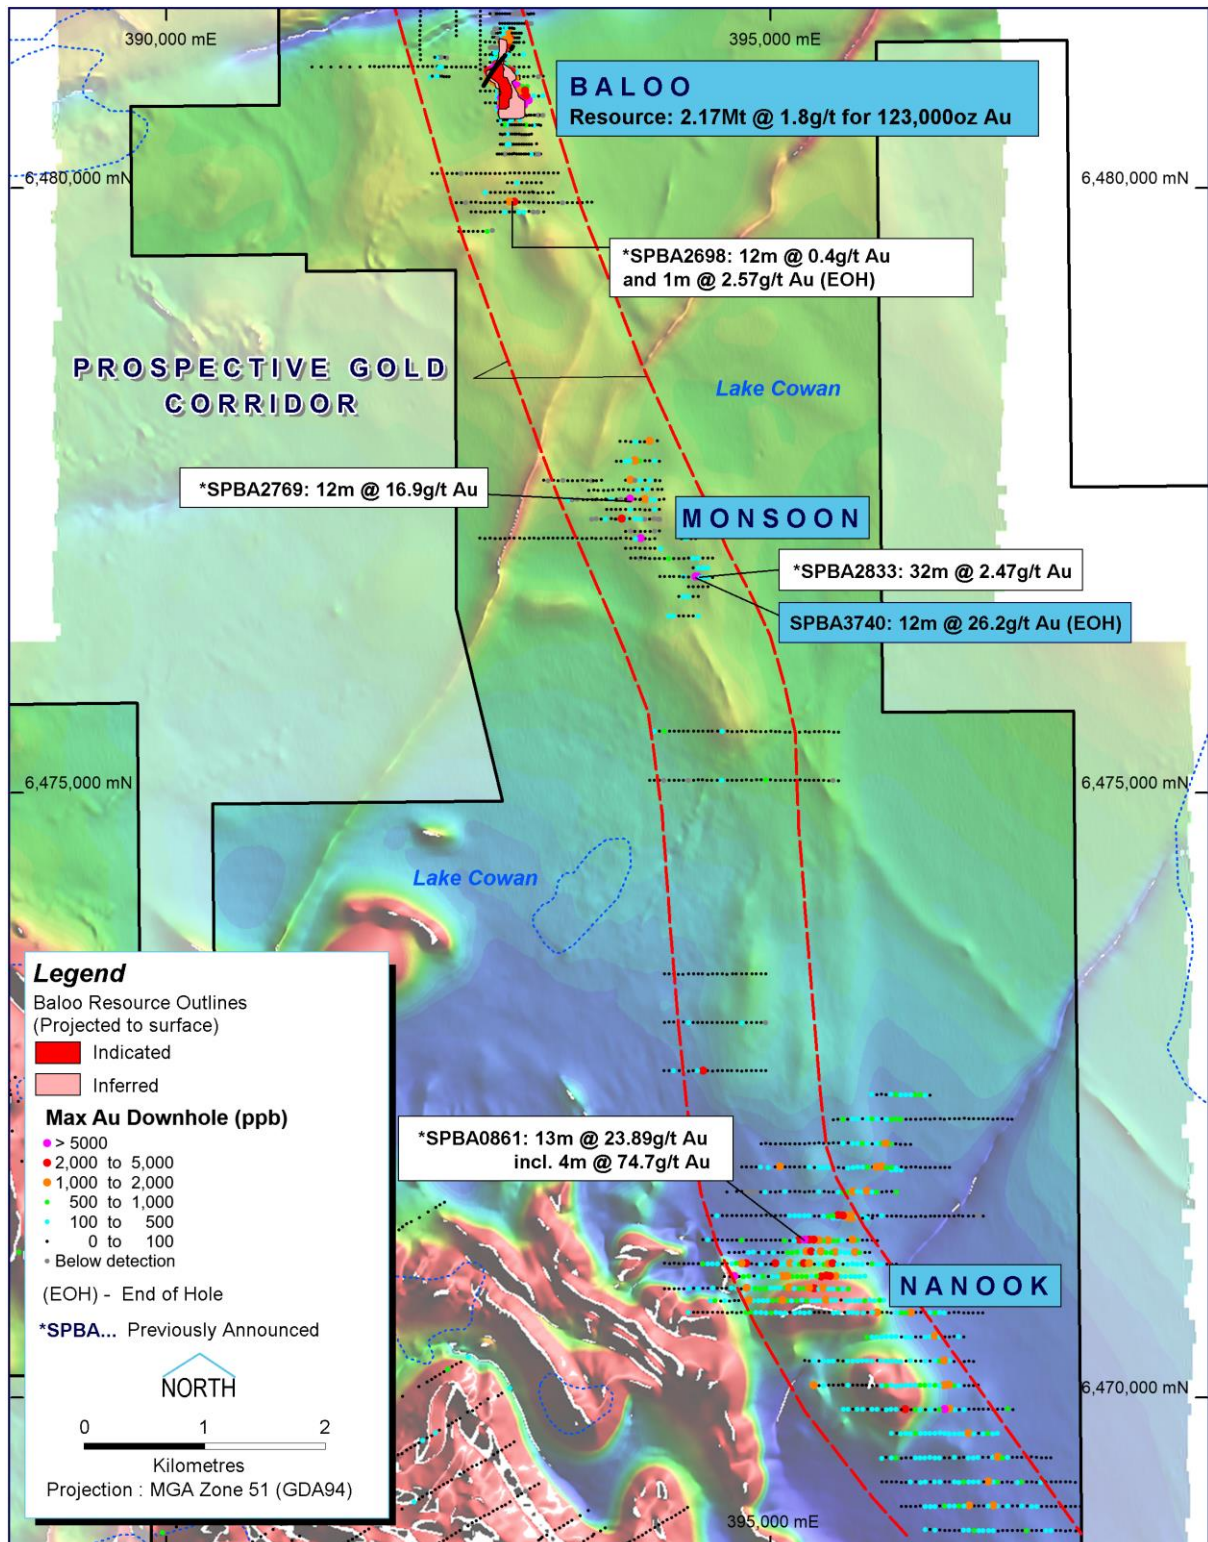 390,000 mE
395,000 mE
BALOO
Resource: 2.17Mt @ 1.8g/t for 123,000oz Au
6,480,000 mN
6,480,000 mN
*SPBA2698: 12m @ 0.4g/t Au
and 1m @ 2.57g/t Au (EOH)
PROSPECTIVE GOLD
CORRIDOR
Lake Cowan
*SPBA2769: 12m @ 16.9g/t Au
MONSOON
*SPBA2833: 32m @ 2.47g/t Au
SPBA3740: 12m @ 26.2g/t Au (EOH)
6,475,000 mN
6,475,000 mN
Lake Cowan
Legend
Baloo Resource Outlines
(Projected to surface)
Indicated
Inferred
Max Au Downhole (ppb)
> 5000
2,000 to 5,000
1,000 to 2,000
500 to 1,000
100 to 500
0 to 100
Below detection
(EOH) - End of Hole
*SPBA... Previously Announced
NORTH
0 1 2
Kilometres
Projection : MGA Zone 51 (GDA94)
*SPBA0861: 13m @ 23.89g/t Au
incl. 4m @ 74.7g/t Au
NANOOK
6,470,000 mN
395,000 mE